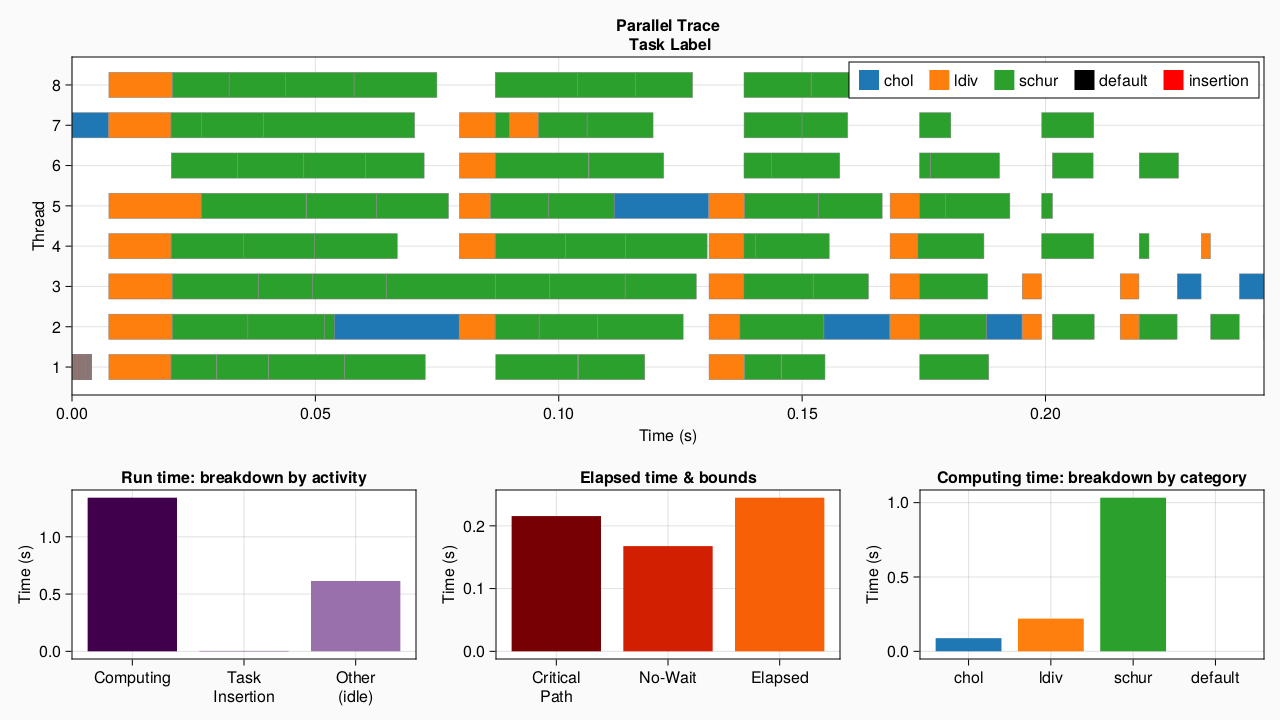 Parallel Trace
Task Label
chol ldiv schur default insertion
Thread
8
7
6
5
4
3
2
1
0.00 0.05 0.10 0.15 0.20
Time (s)
Run time: breakdown by activity
Time (s)
1.0
0.5
0.0
Computing Task Insertion Other (idle)
Elapsed time & bounds
Time (s)
0.2
0.1
0.0
Critical Path No-Wait Elapsed
Computing time: breakdown by category
Time (s)
1.0
0.5
0.0
chol ldiv schur default